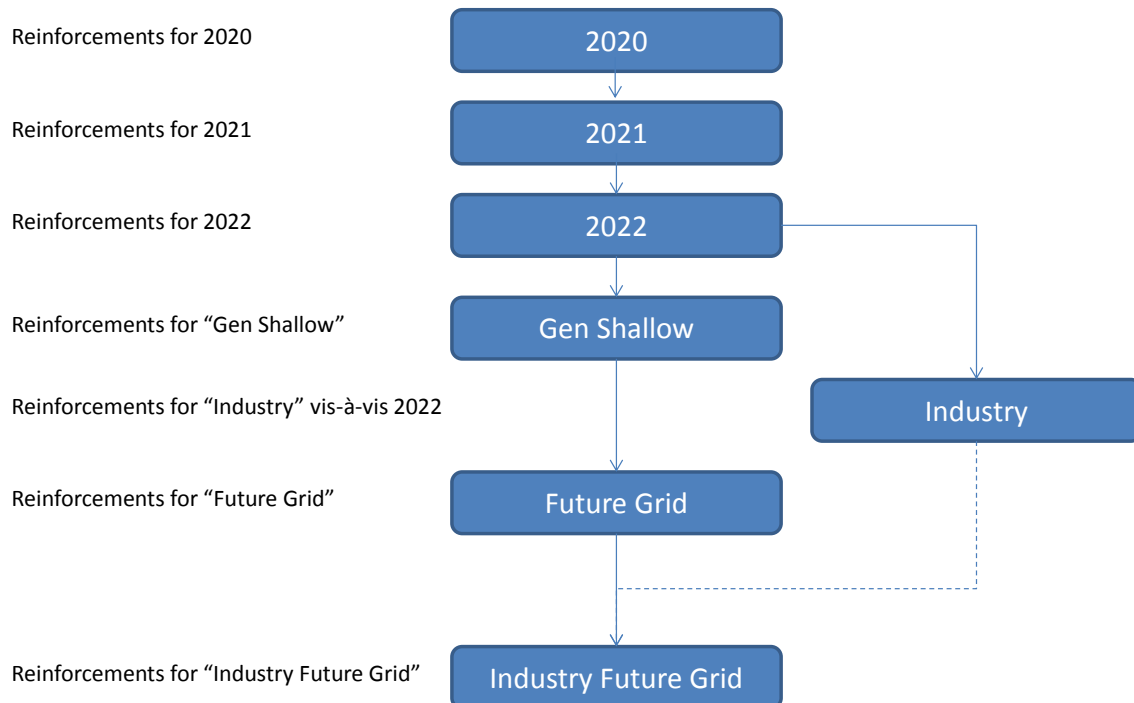 Reinforcements for 2020
2020
Reinforcements for 2021
2021
Reinforcements for 2022
2022
Reinforcements for “Gen Shallow”
Gen Shallow
Reinforcements for “Industry” vis-à-vis 2022
Industry
Reinforcements for “Future Grid”
Future Grid
Reinforcements for “Industry Future Grid”
Industry Future Grid